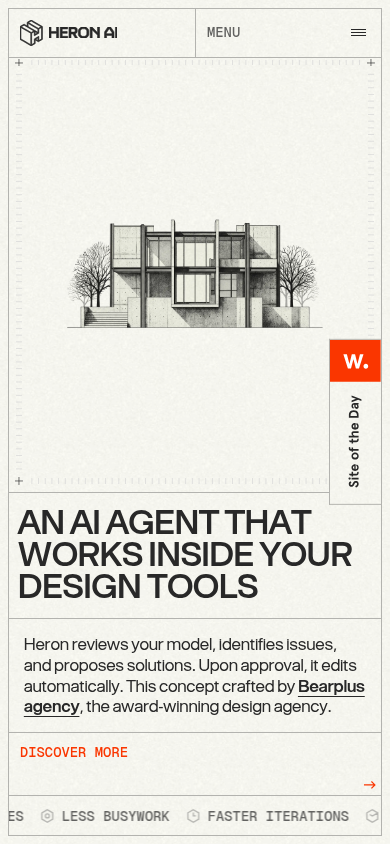 HERON AI
MENU
W.
Site of the Day
AN AI AGENT THAT
WORKS INSIDE YOUR
DESIGN TOOLS
Heron reviews your model, identifies issues,
and proposes solutions. Upon approval, it edits
automatically. This concept crafted by Bearplus
agency, the award-winning design agency.
DISCOVER MORE
ES LESS BUSYWORK FASTER ITERATIONS